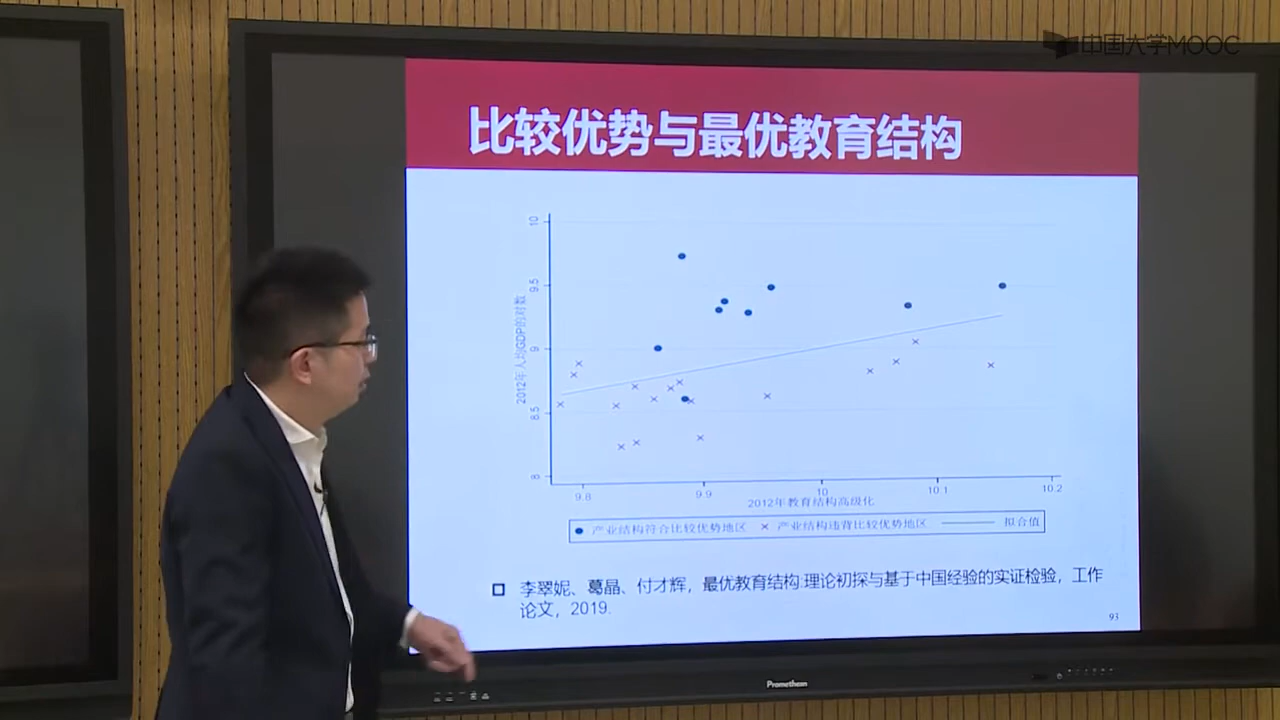 中国大学MOOC
比较优势与最优教育结构
10
9.5
9
8.5
8
2012年人均GDP的对数
9.8
9.9
10
10.1
10.2
2012年教育结构高级化
产业结构符合比较优势地区
产业结构违背比较优势地区
拟合值
李翠妮、葛晶、付才辉，最优教育结构:理论初探与基于中国经验的实证检验，工作
论文，2019.
93
Promethean